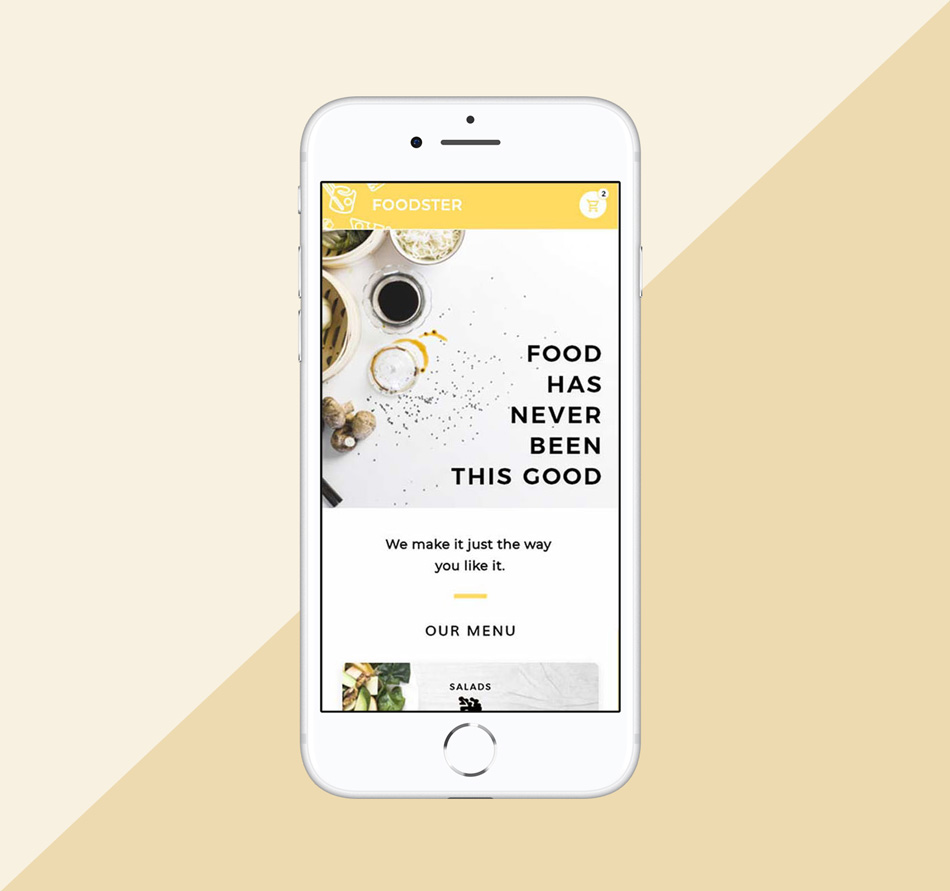 FOODSTER
2
FOOD
HAS
NEVER
BEEN
THIS GOOD
We make it just the way
you like it.
OUR MENU
SALADS